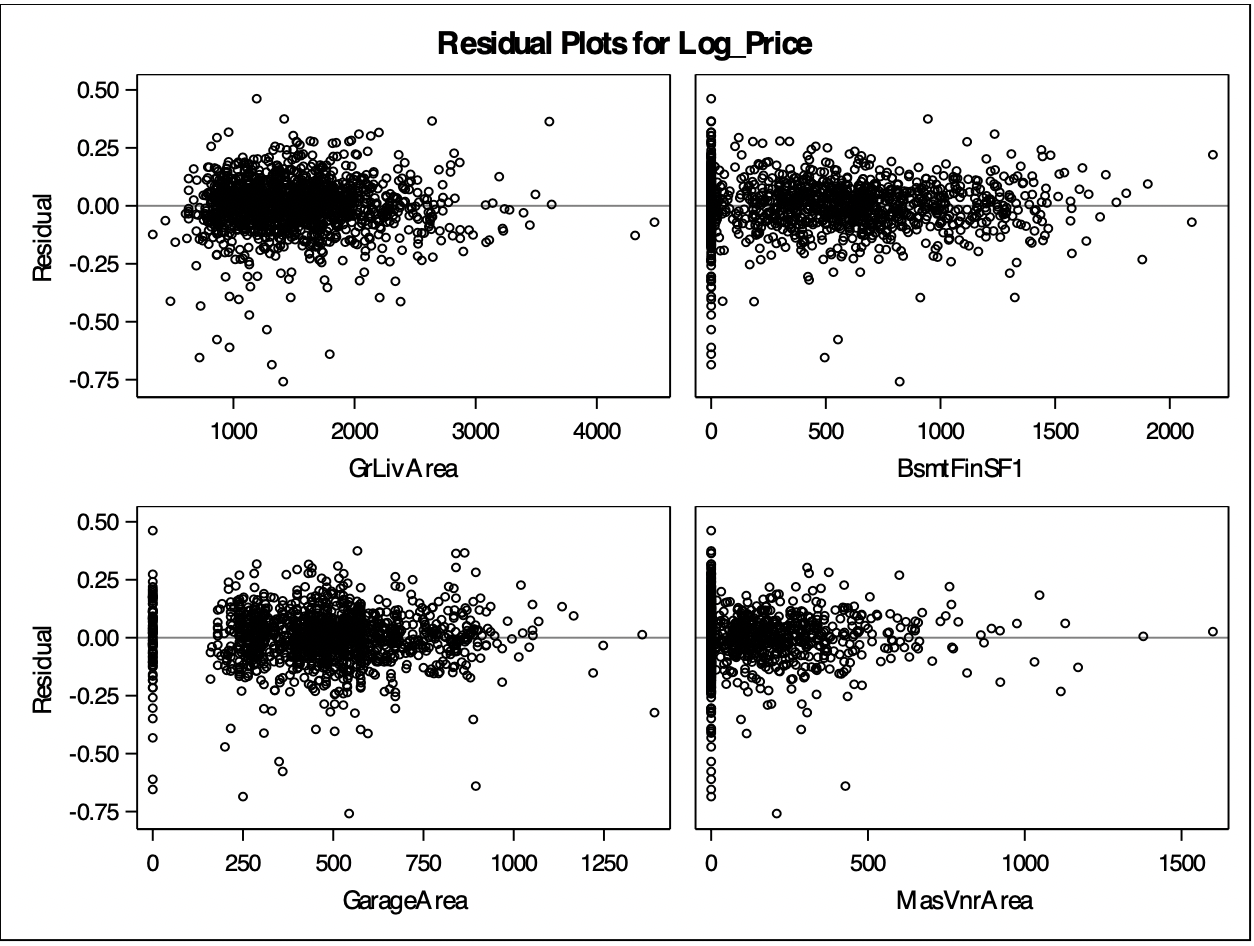 Residual Plots for Log_Price
0.50
0.25
0.00
-0.25
-0.50
-0.75
Residual
1000 2000 3000 4000
GrLivArea
0 500 1000 1500 2000
BsmtFinSF1
0.50
0.25
0.00
-0.25
-0.50
-0.75
Residual
0 250 500 750 1000 1250
GarageArea
0 500 1000 1500
MasVnrArea